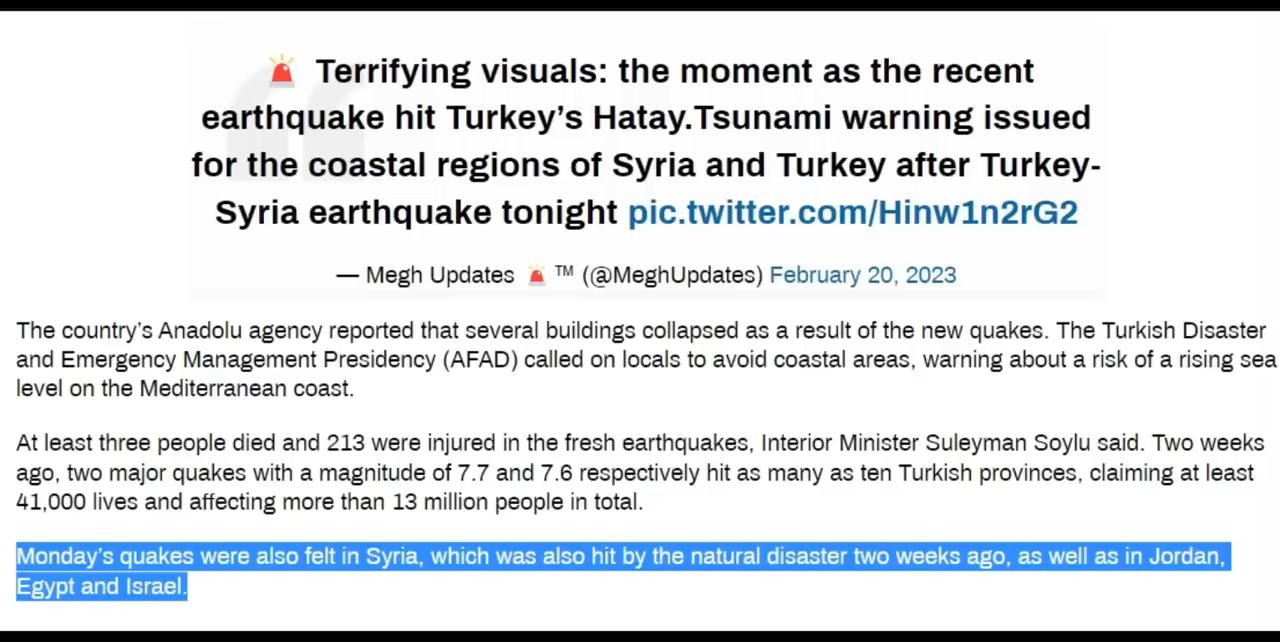 🚨 Terrifying visuals: the moment as the recent
earthquake hit Turkey’s Hatay.Tsunami warning issued
for the coastal regions of Syria and Turkey after Turkey-
Syria earthquake tonight pic.twitter.com/Hinw1n2rG2
— Megh Updates 🚨™ (@MeghUpdates) February 20, 2023
The country’s Anadolu agency reported that several buildings collapsed as a result of the new quakes. The Turkish Disaster
and Emergency Management Presidency (AFAD) called on locals to avoid coastal areas, warning about a risk of a rising sea
level on the Mediterranean coast.
At least three people died and 213 were injured in the fresh earthquakes, Interior Minister Suleyman Soylu said. Two weeks
ago, two major quakes with a magnitude of 7.7 and 7.6 respectively hit as many as ten Turkish provinces, claiming at least
41,000 lives and affecting more than 13 million people in total.
Monday’s quakes were also felt in Syria, which was also hit by the natural disaster two weeks ago, as well as in Jordan,
Egypt and Israel.